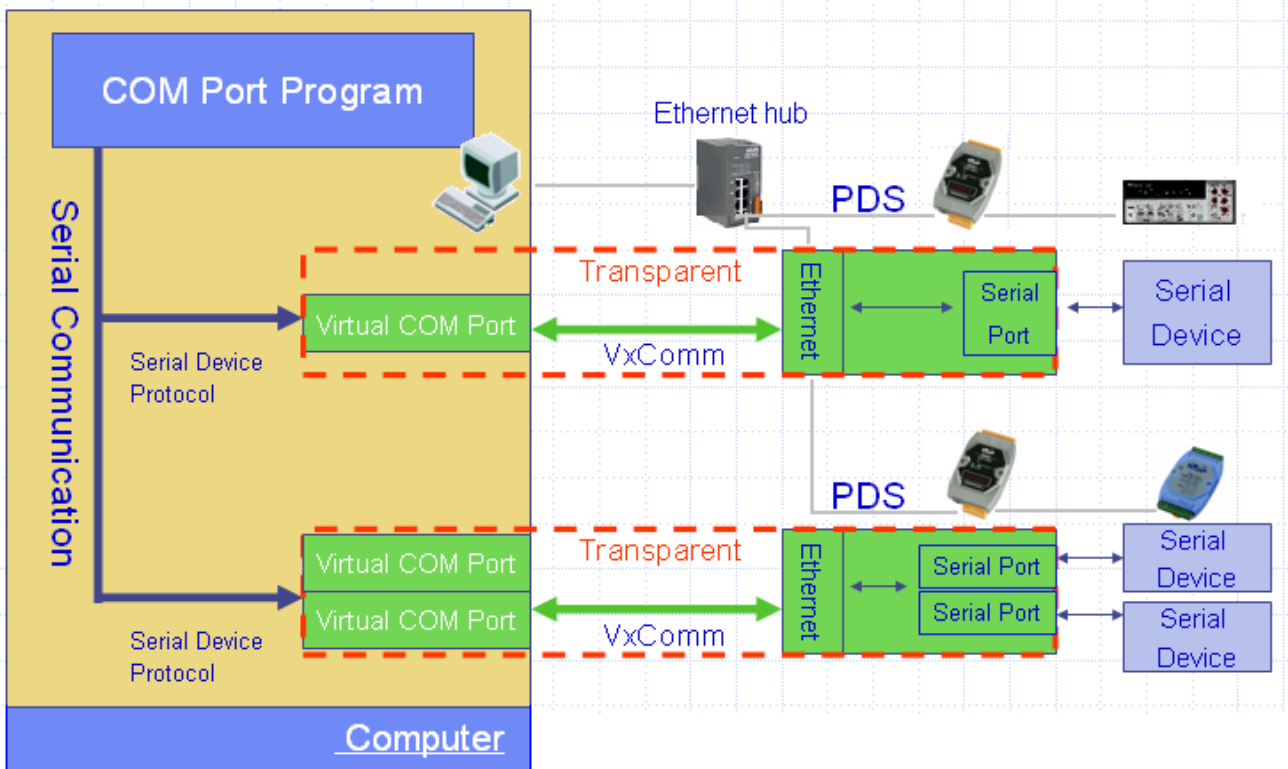 COM Port Program
Ethernet hub
PDS
Serial Communication
Transparent
Ethernet
Serial
Port
Serial
Device
Virtual COM Port
VxComm
Serial Device
Protocol
PDS
Transparent
Ethernet
Serial Port
Serial Port
Serial
Device
Serial
Device
Virtual COM Port
Virtual COM Port
VxComm
Serial Device
Protocol
Computer